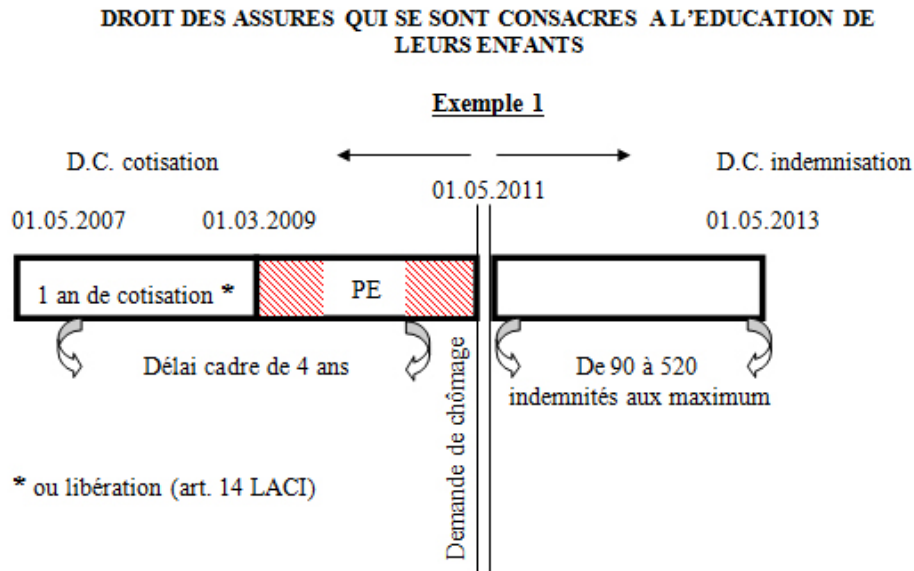 DROIT DES ASSURES QUI SE SONT CONSACRES A L'EDUCATION DE
LEURS ENFANTS
Exemple 1
D.C. cotisation
D.C. indemnisation
01.05.2011
01.05.2007
01.03.2009
01.05.2013
1 an de cotisation *
PE
Délai cadre de 4 ans
De 90 à 520
indemnités aux maximum
Demande de chômage
* ou libération (art. 14 LACI)